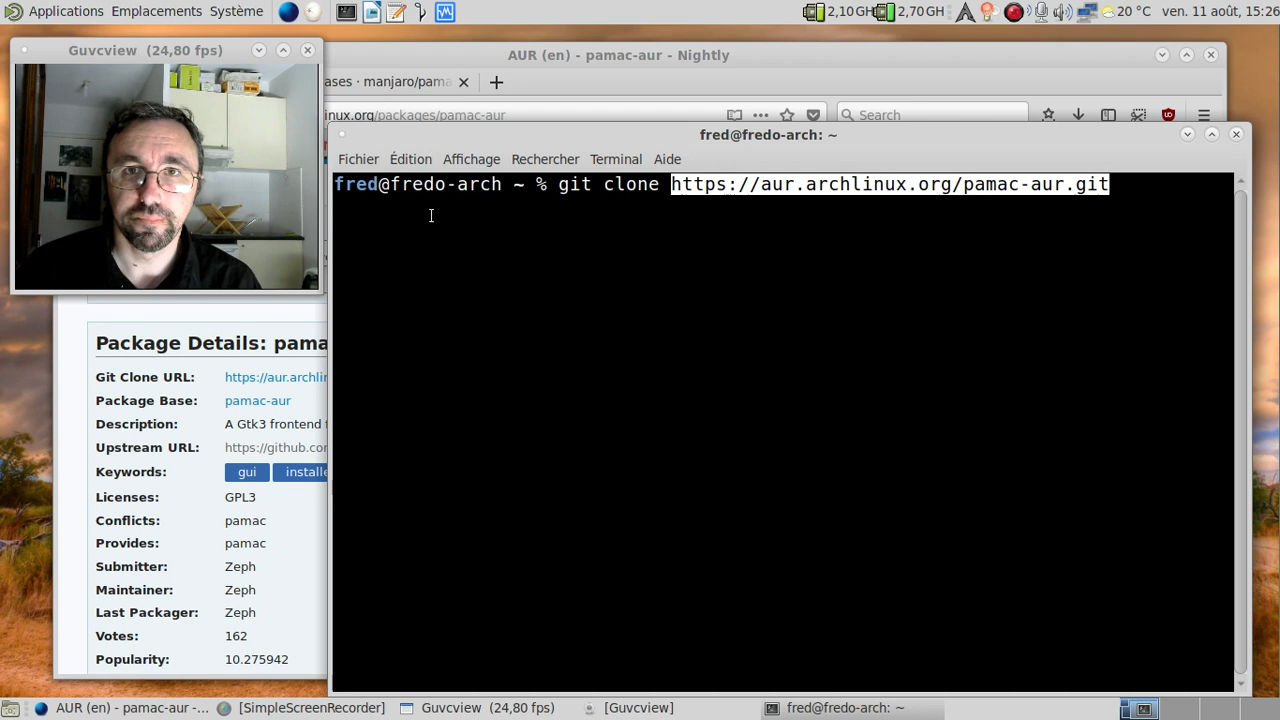 Applications Emplacements Système
2,10 GH 2,70 GH 20 °C ven. 11 août, 15:26
Guvcview (24,80 fps)
AUR (en) - pamac-aur - Nightly
ases · manjaro/pama
inux.org/packages/pamac-aur
Search
fred@fredo-arch: ~
Fichier Édition Affichage Rechercher Terminal Aide
fred@fredo-arch ~ % git clone https://aur.archlinux.org/pamac-aur.git
Package Details: pama
Git Clone URL: https://aur.archlin
Package Base: pamac-aur
Description: A Gtk3 frontend
Upstream URL: https://github.co
Keywords: gui installe
Licenses: GPL3
Conflicts: pamac
Provides: pamac
Submitter: Zeph
Maintainer: Zeph
Last Packager: Zeph
Votes: 162
Popularity: 10.275942
AUR (en) - pamac-aur -... [SimpleScreenRecorder] Guvcview (24,80 fps) [Guvcview] fred@fredo-arch: ~